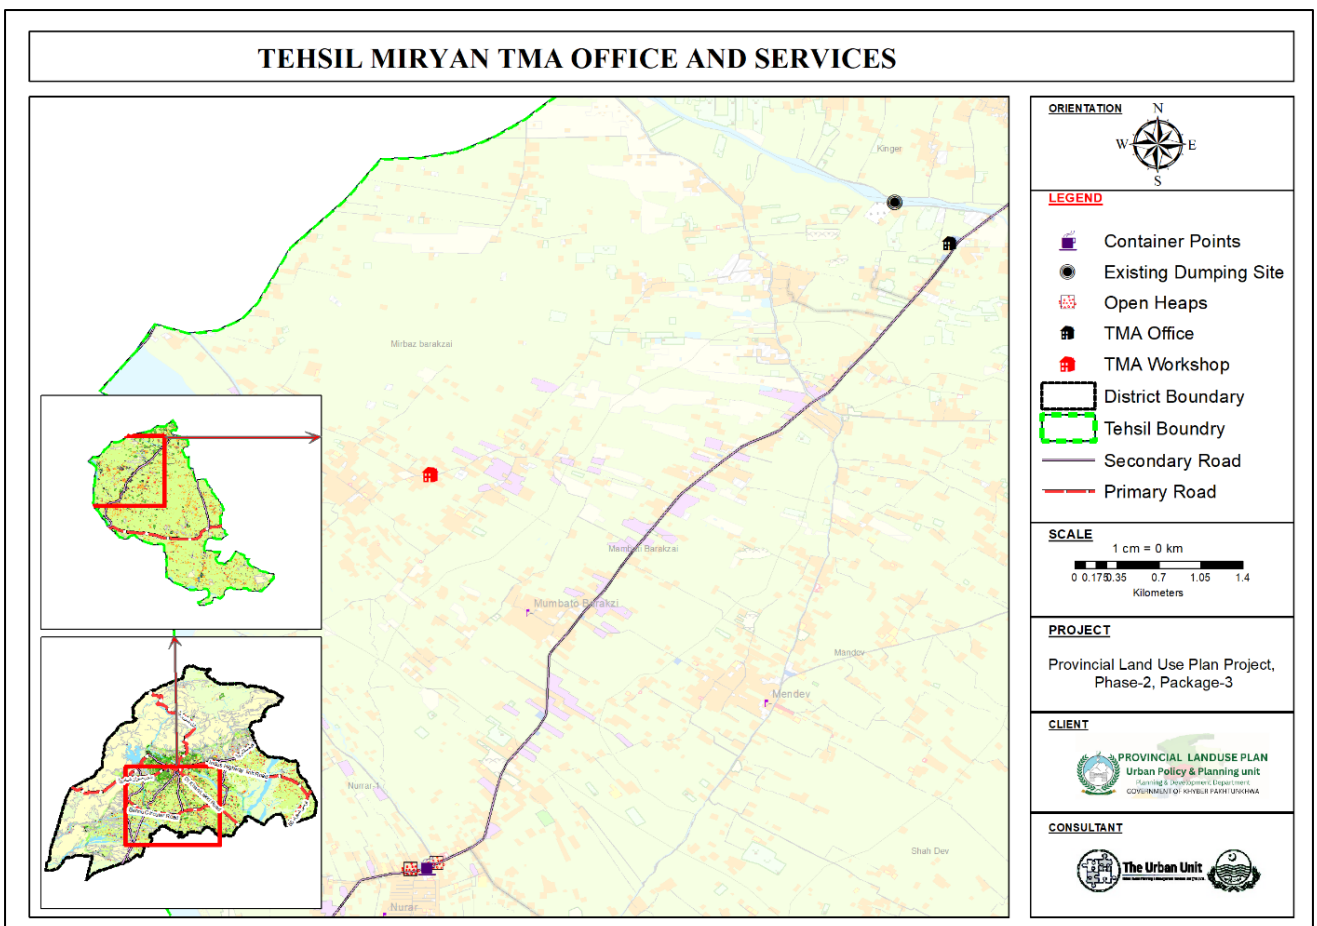 TEHSIL MIRYAN TMA OFFICE AND SERVICES
Kinger
Mirbaz barakzai
Mambati Barakzai
Mumbato Barakzi
Mandev
Mendev
Nurrar-1
Shah Dev
Nurar
ORIENTATION
N
W
E
S
LEGEND
Container Points
Existing Dumping Site
Open Heaps
TMA Office
TMA Workshop
District Boundary
Tehsil Boundry
Secondary Road
Primary Road
SCALE
1 cm = 0 km
0 0.175 0.35 0.7 1.05 1.4
Kilometers
PROJECT
Provincial Land Use Plan Project,
Phase-2, Package-3
CLIENT
PROVINCIAL LANDUSE PLAN
Urban Policy & Planning unit
Planning & Development Department
GOVERNMENT OF KHYBER PAKHTUNKHWA
CONSULTANT
The Urban Unit